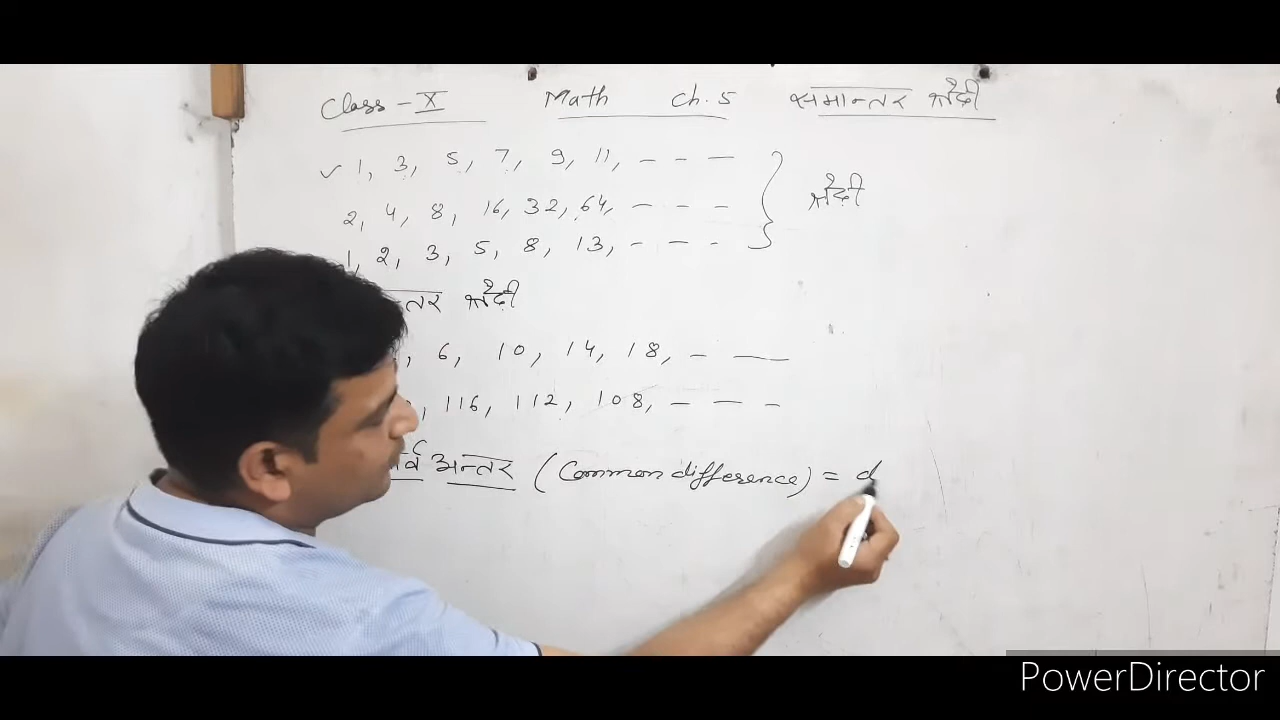 Class - X Math Ch. 5 समान्तर श्रेढ़ी
✓ 1, 3, 5, 7, 9, 11, - - -
2, 4, 8, 16, 32, 64, - - -
1, 2, 3, 5, 8, 13, - - -
श्रेढ़ी
न्तर श्रेढ़ी
, 6, 10, 14, 18, - -
, 116, 112, 108, - - -
र्व अन्तर (Common difference) = d
PowerDirector